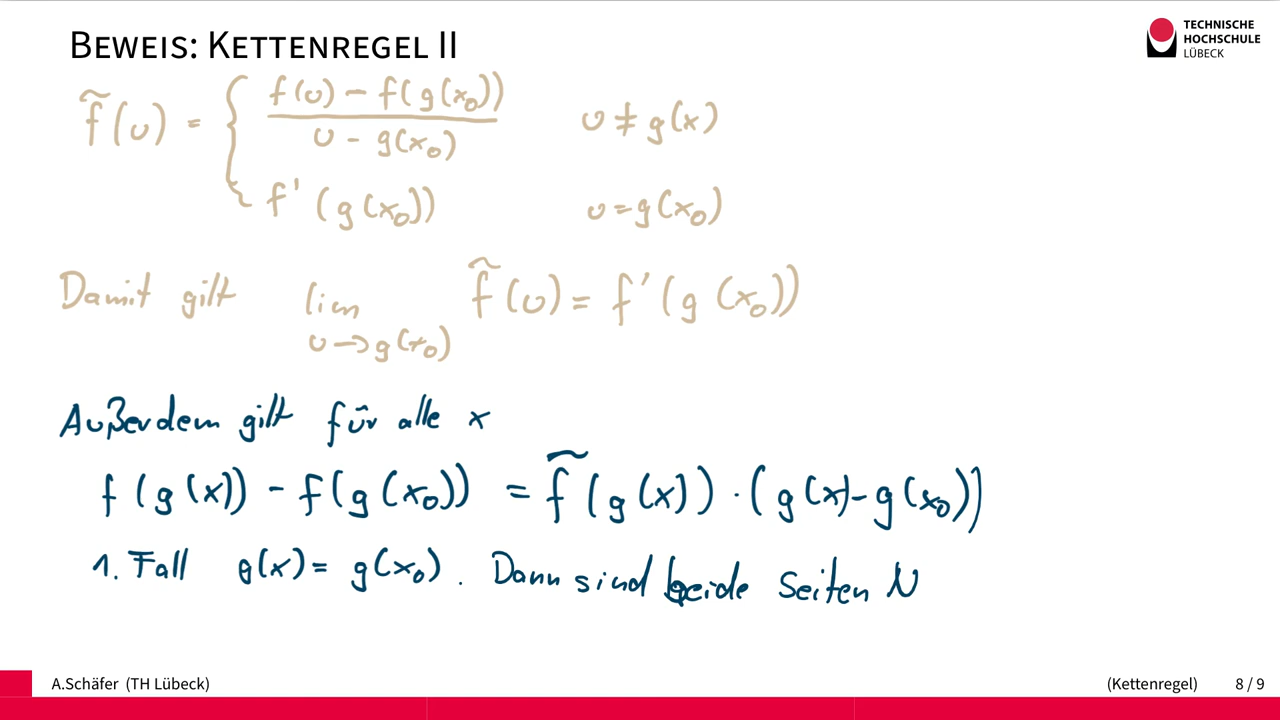 BEWEIS: KETTENREGEL II
TECHNISCHE
HOCHSCHULE
LÜBECK
f̃(υ) = { (f(υ) − f(g(x₀))) / (υ − g(x₀))   υ ≠ g(x)
f'(g(x₀))   υ = g(x₀)
Damit gilt lim f̃(υ) = f'(g(x₀))
υ → g(x₀)
Außerdem gilt für alle x
f(g(x)) − f(g(x₀)) = f̃(g(x)) · (g(x) − g(x₀))
1. Fall g(x) = g(x₀). Dann sind beide Seiten N
A.Schäfer (TH Lübeck) (Kettenregel) 8 / 9